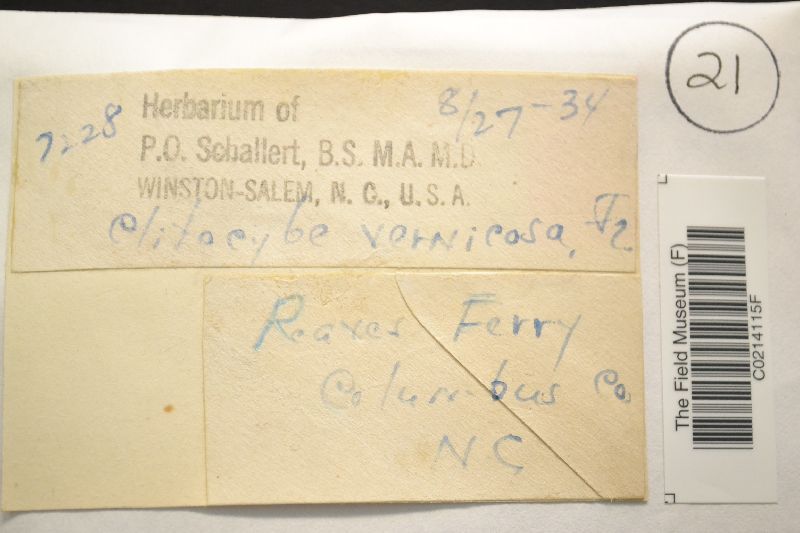 21
Herbarium of
8/27-34
7228
P.O. Schallert, B.S. M.A. M.D.
WINSTON-SALEM, N. C., U.S.A.
Clitocybe vernicosa,
Reaves Ferry
Columbus Co
NC
The Field Museum (F)
C0214115F